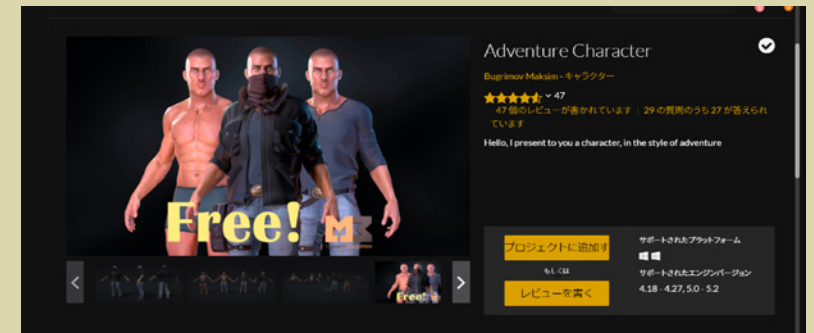 Free!
Free!
Adventure Character
Bugrimov Maksim - キャラクター
47
47 個のレビューが書かれています | 29 の質問のうち 27 が答えられ
ています
Hello, I present to you a character, in the style of adventure
プロジェクトに追加す
もしくは
レビューを書く
サポートされたプラットフォーム
サポートされたエンジンバージョン
4.18 - 4.27, 5.0 - 5.2